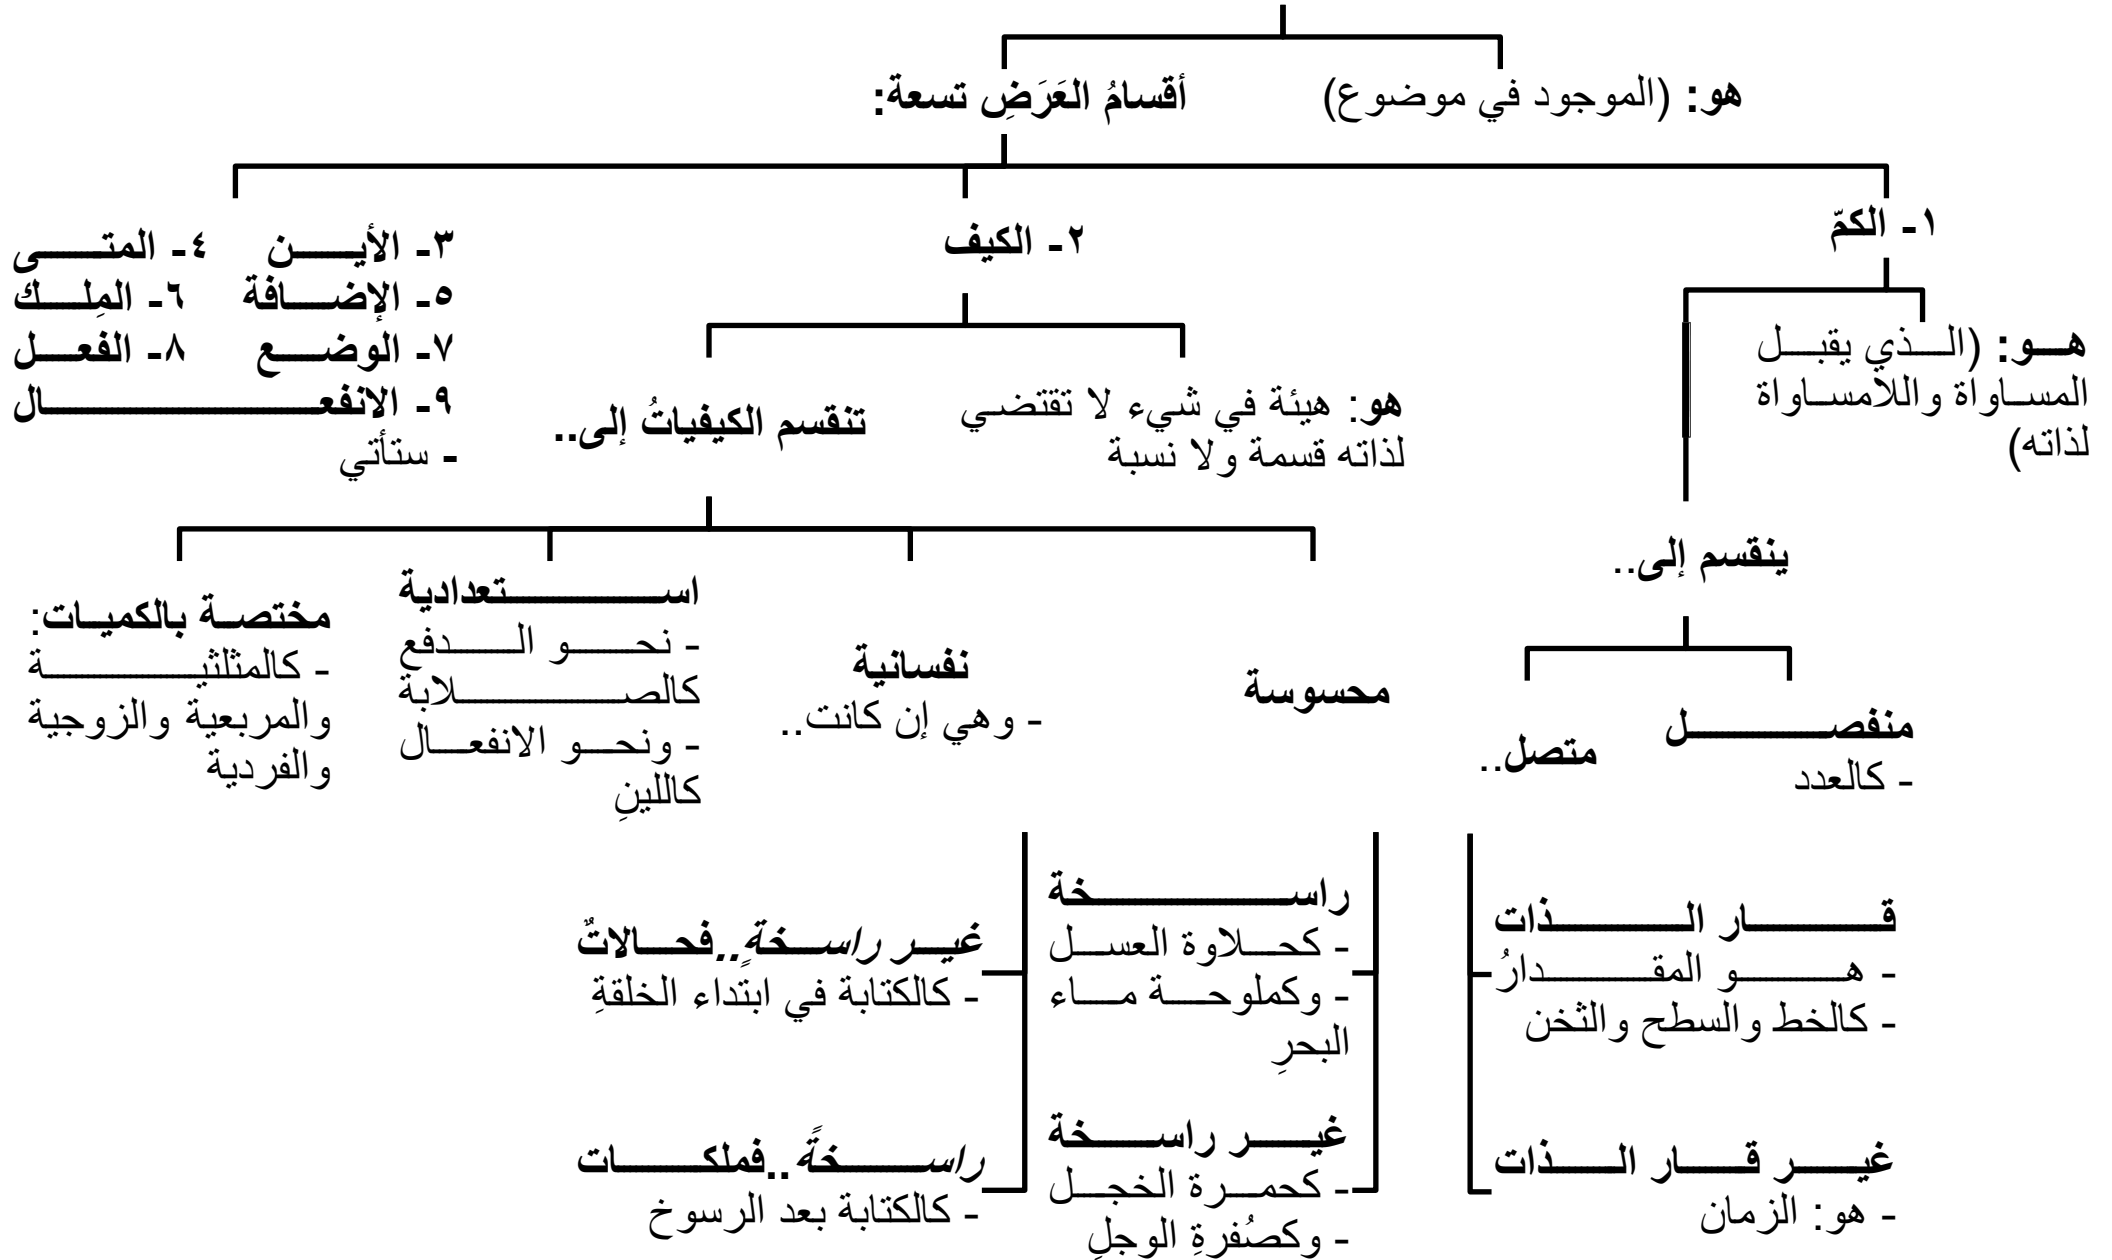 هو: (الموجود في موضوع)
أقسامُ العَرَضِ تسعة:
١- الكمّ
هو: (الذي يقبل
المساواة واللامساواة
لذاته)
ينقسم إلى..
منفصل
- كالعدد
متصل..
قار الذات
- هو المقدارُ
- كالخط والسطح والثخن
غير قار الذات
- هو: الزمان
٢- الكيف
هو: هيئة في شيء لا تقتضي
لذاته قسمة ولا نسبة
تنقسم الكيفياتُ إلى..
محسوسة
راسخة
- كحلاوة العسل
- وكملوحة ماء
البحرِ
غير راسخة
- كحمرة الخجل
- وكصُفرةِ الوجلِ
نفسانية
- وهي إن كانت..
غير راسخةٍ..فحالاتٌ
- كالكتابة في ابتداء الخلقةِ
راسخةً..فملكات
- كالكتابة بعد الرسوخ
استعدادية
- نحو الدفع
كالصلابة
- ونحو الانفعال
كاللينِ
مختصة بالكميات:
- كالمثلثية
والمربعية والزوجية
والفردية
٣- الأين ٤- المتى
٥- الإضافة ٦- المِلك
٧- الوضع ٨- الفعل
٩- الانفعال
- ستأتي